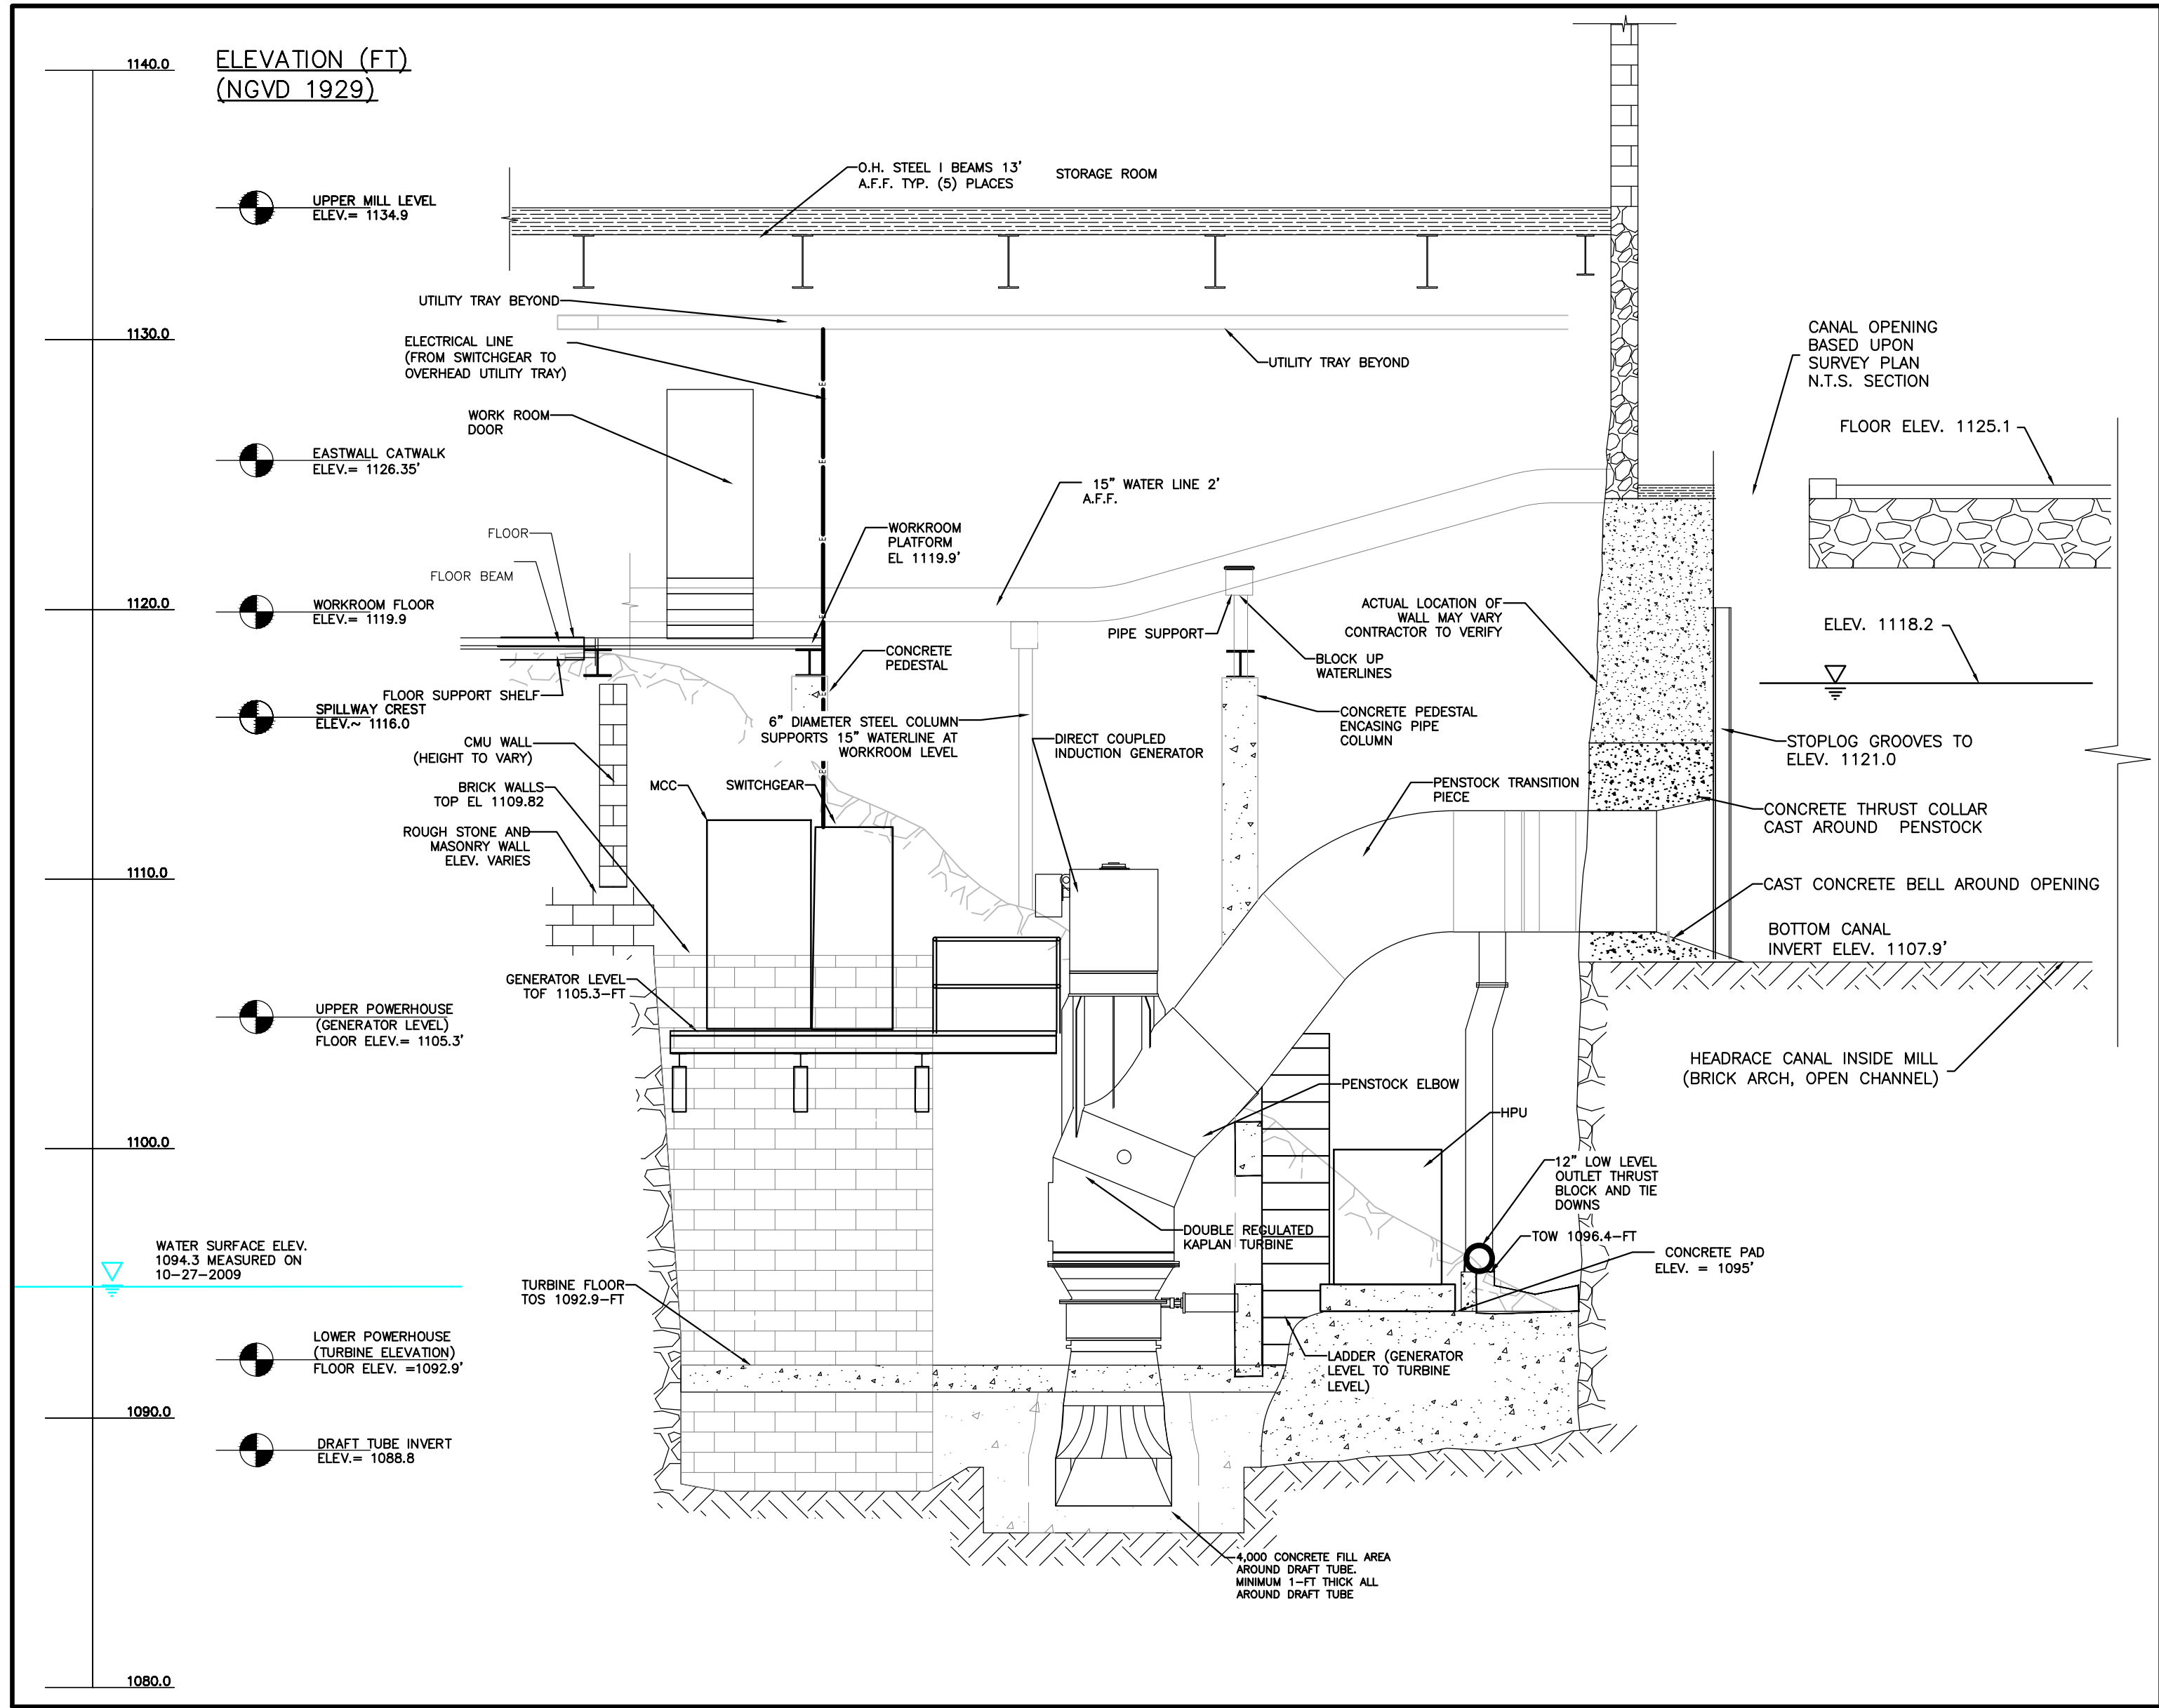 ELEVATION (FT)
(NGVD 1929)
1140.0
1130.0
1120.0
1110.0
1100.0
1090.0
1080.0
UPPER MILL LEVEL
ELEV.= 1134.9
EASTWALL CATWALK
ELEV.= 1126.35'
WORKROOM FLOOR
ELEV.= 1119.9
SPILLWAY CREST
ELEV.~ 1116.0
UPPER POWERHOUSE
(GENERATOR LEVEL)
FLOOR ELEV.= 1105.3'
WATER SURFACE ELEV.
1094.3 MEASURED ON
10-27-2009
LOWER POWERHOUSE
(TURBINE ELEVATION)
FLOOR ELEV. =1092.9'
DRAFT TUBE INVERT
ELEV.= 1088.8
O.H. STEEL I BEAMS 13'
A.F.F. TYP. (5) PLACES
STORAGE ROOM
UTILITY TRAY BEYOND
ELECTRICAL LINE
(FROM SWITCHGEAR TO
OVERHEAD UTILITY TRAY)
UTILITY TRAY BEYOND
WORK ROOM
DOOR
E
E
E
E
E
E
E
15" WATER LINE 2'
A.F.F.
FLOOR
FLOOR BEAM
WORKROOM
PLATFORM
EL 1119.9'
CONCRETE
PEDESTAL
FLOOR SUPPORT SHELF
CMU WALL
(HEIGHT TO VARY)
BRICK WALLS
TOP EL 1109.82
ROUGH STONE AND
MASONRY WALL
ELEV. VARIES
MCC
SWITCHGEAR
6" DIAMETER STEEL COLUMN
SUPPORTS 15" WATERLINE AT
WORKROOM LEVEL
DIRECT COUPLED
INDUCTION GENERATOR
PIPE SUPPORT
BLOCK UP
WATERLINES
CONCRETE PEDESTAL
ENCASING PIPE
COLUMN
ACTUAL LOCATION OF
WALL MAY VARY
CONTRACTOR TO VERIFY
PENSTOCK TRANSITION
PIECE
CANAL OPENING
BASED UPON
SURVEY PLAN
N.T.S. SECTION
FLOOR ELEV. 1125.1
ELEV. 1118.2
STOPLOG GROOVES TO
ELEV. 1121.0
CONCRETE THRUST COLLAR
CAST AROUND PENSTOCK
CAST CONCRETE BELL AROUND OPENING
BOTTOM CANAL
INVERT ELEV. 1107.9'
HEADRACE CANAL INSIDE MILL
(BRICK ARCH, OPEN CHANNEL)
GENERATOR LEVEL
TOF 1105.3-FT
PENSTOCK ELBOW
HPU
12" LOW LEVEL
OUTLET THRUST
BLOCK AND TIE
DOWNS
TOW 1096.4-FT
CONCRETE PAD
ELEV. = 1095'
DOUBLE REGULATED
KAPLAN TURBINE
TURBINE FLOOR
TOS 1092.9-FT
LADDER (GENERATOR
LEVEL TO TURBINE
LEVEL)
4,000 CONCRETE FILL AREA
AROUND DRAFT TUBE.
MINIMUM 1-FT THICK ALL
AROUND DRAFT TUBE